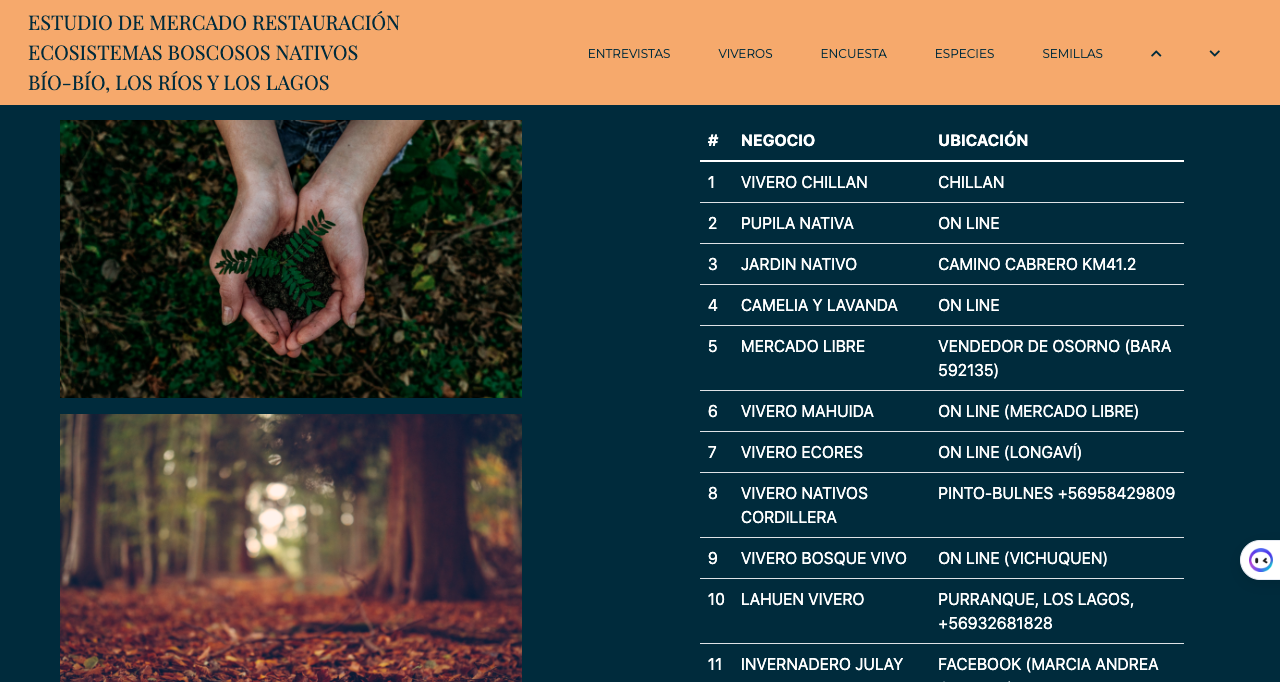 ESTUDIO DE MERCADO RESTAURACIÓN
ECOSISTEMAS BOSCOSOS NATIVOS
BÍO-BÍO, LOS RÍOS Y LOS LAGOS
ENTREVISTAS VIVEROS ENCUESTA ESPECIES SEMILLAS
# NEGOCIO UBICACIÓN
1 VIVERO CHILLAN CHILLAN
2 PUPILA NATIVA ON LINE
3 JARDIN NATIVO CAMINO CABRERO KM41.2
4 CAMELIA Y LAVANDA ON LINE
5 MERCADO LIBRE VENDEDOR DE OSORNO (BARA
592135)
6 VIVERO MAHUIDA ON LINE (MERCADO LIBRE)
7 VIVERO ECORES ON LINE (LONGAVÍ)
8 VIVERO NATIVOS PINTO-BULNES +56958429809
CORDILLERA
9 VIVERO BOSQUE VIVO ON LINE (VICHUQUEN)
10 LAHUEN VIVERO PURRANQUE, LOS LAGOS,
+56932681828
11 INVERNADERO JULAY FACEBOOK (MARCIA ANDREA